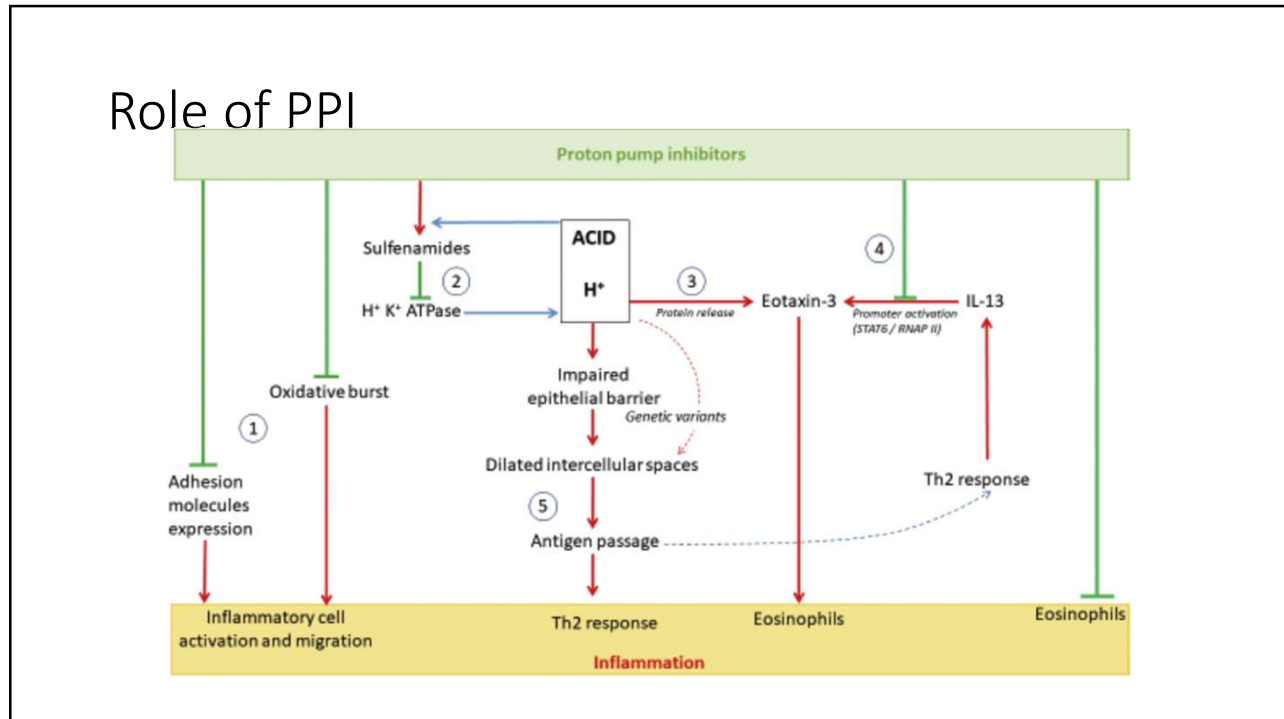 Role of PPI
Proton pump inhibitors
ACID
H⁺
Sulfenamides
2
H⁺ K⁺ ATPase
3
Protein release
Eotaxin-3
4
IL-13
Promoter activation
(STAT6 / RNAP II)
Oxidative burst
1
Adhesion
molecules
expression
Impaired
epithelial barrier
Genetic variants
Dilated intercellular spaces
5
Antigen passage
Th2 response
Inflammatory cell
activation and migration
Th2 response
Eosinophils
Eosinophils
Inflammation